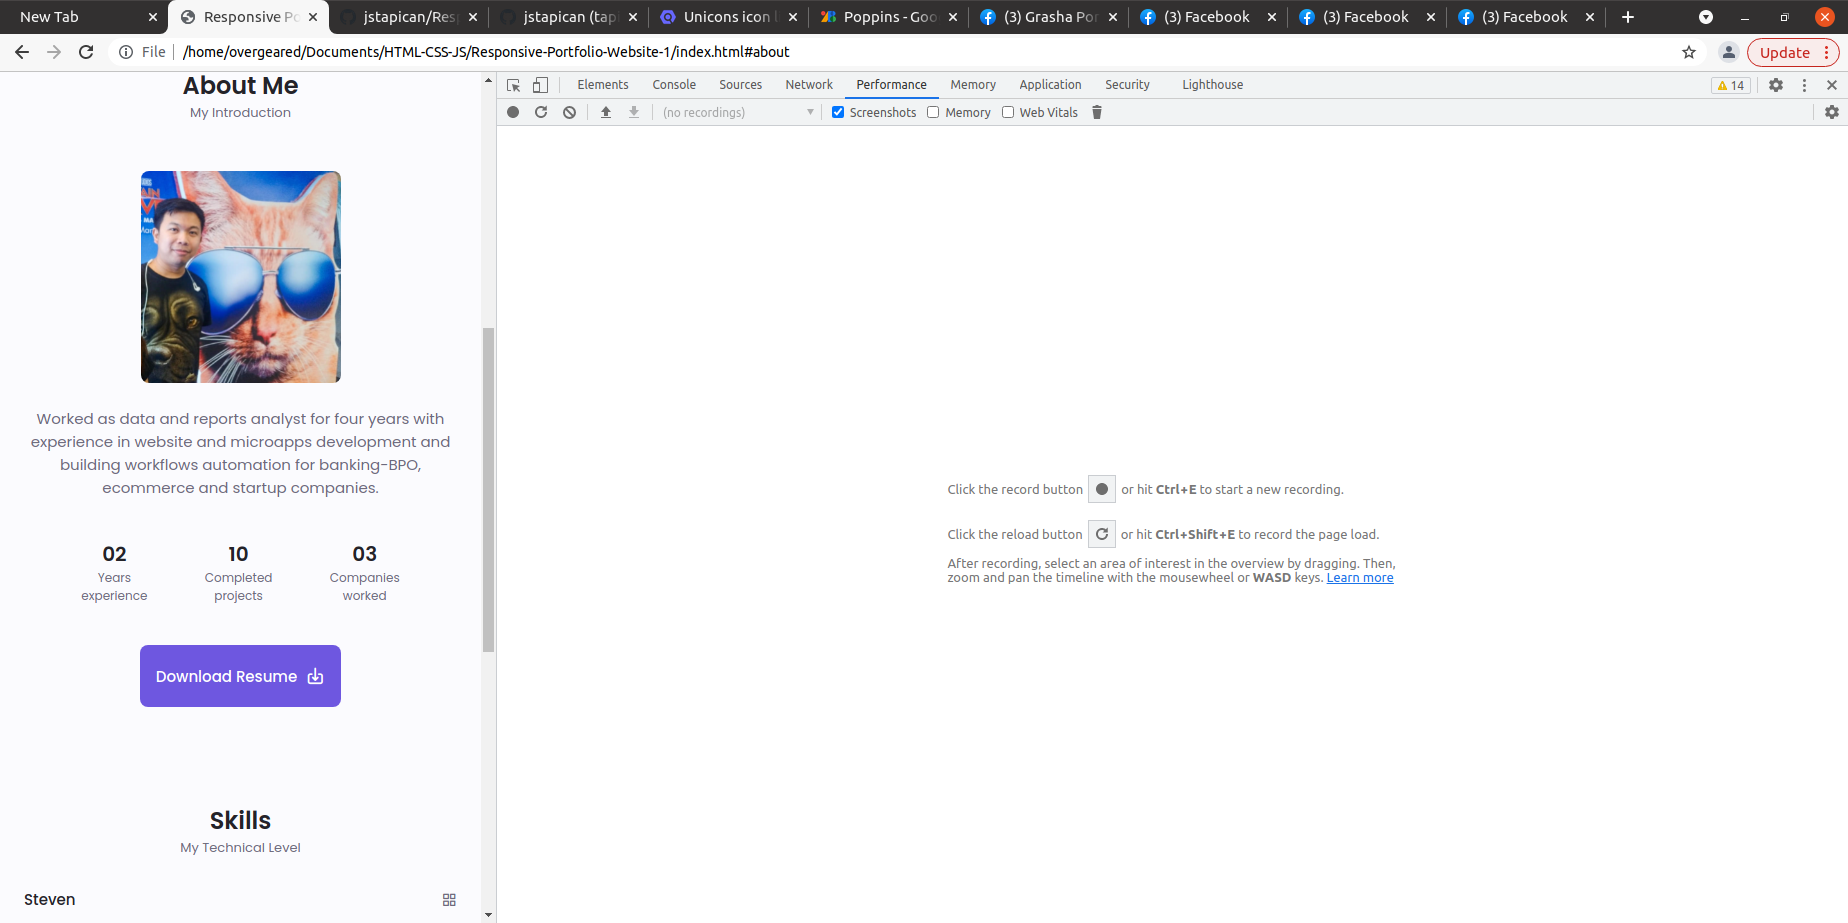 New Tab
Responsive Po
jstapican/Res
jstapican (tap
Unicons icon l
Poppins - Goo
(3) Grasha Por
(3) Facebook
(3) Facebook
(3) Facebook
File
/home/overgeared/Documents/HTML-CSS-JS/Responsive-Portfolio-Website-1/index.html#about
Update
About Me
My Introduction
Worked as data and reports analyst for four years with
experience in website and microapps development and
building workflows automation for banking-BPO,
ecommerce and startup companies.
02
Years
experience
10
Completed
projects
03
Companies
worked
Download Resume
Skills
My Technical Level
Steven
Elements
Console
Sources
Network
Performance
Memory
Application
Security
Lighthouse
14
(no recordings)
Screenshots
Memory
Web Vitals
Click the record button or hit Ctrl+E to start a new recording.
Click the reload button or hit Ctrl+Shift+E to record the page load.
After recording, select an area of interest in the overview by dragging. Then,
zoom and pan the timeline with the mousewheel or WASD keys. Learn more